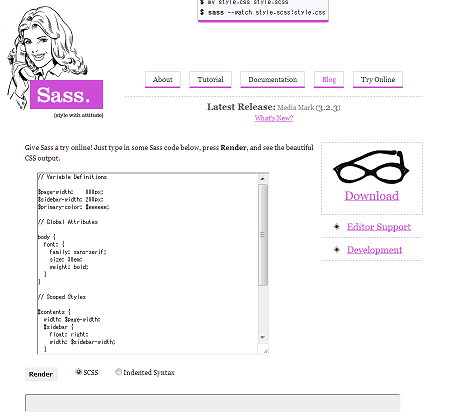 $ mv style.css style.scss
$ sass --watch style.scss:style.css
Sass.
{style with attitude}
About
Tutorial
Documentation
Blog
Try Online
Latest Release: Media Mark (3.2.3)
What's New?
Give Sass a try online! Just type in some Sass code below, press Render, and see the beautiful
CSS output.
Download
Editor Support
Development
// Variable Definitions
$page-width:
$sidebar-width:
$primary-color: $eeeeee;
// Global Attributes
body {
font: {
family: sans-serif;
size:
weight: bold;
}
}
// Scoped Styles
$contents {
width: $page-width;
$sidebar {
float: right;
width: $sidebar-width;
}
Render
SCSS
Indented Syntax